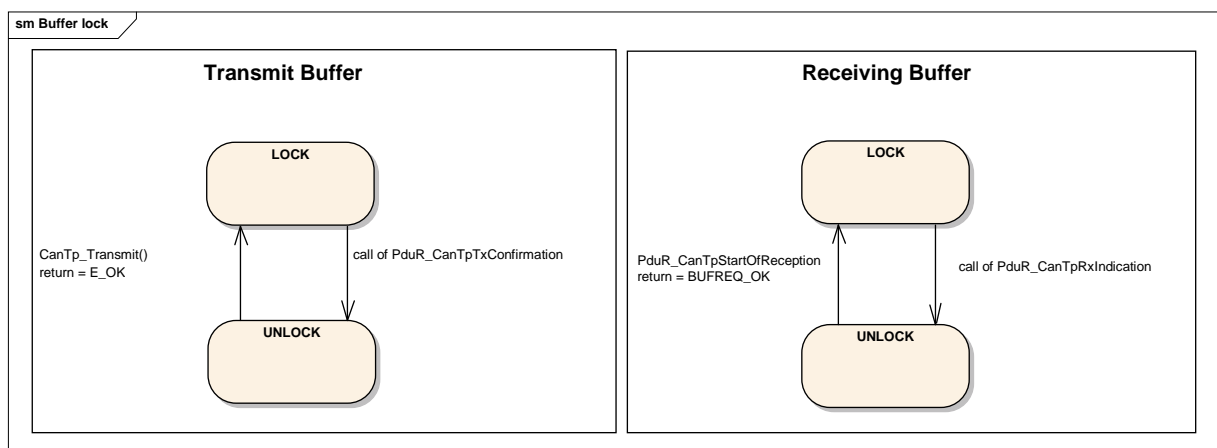 sm Buffer lock
Transmit Buffer
LOCK
CanTp_Transmit()
return = E_OK
call of PduR_CanTpTxConfirmation
UNLOCK
Receiving Buffer
LOCK
PduR_CanTpStartOfReception
return = BUFREQ_OK
call of PduR_CanTpRxIndication
UNLOCK